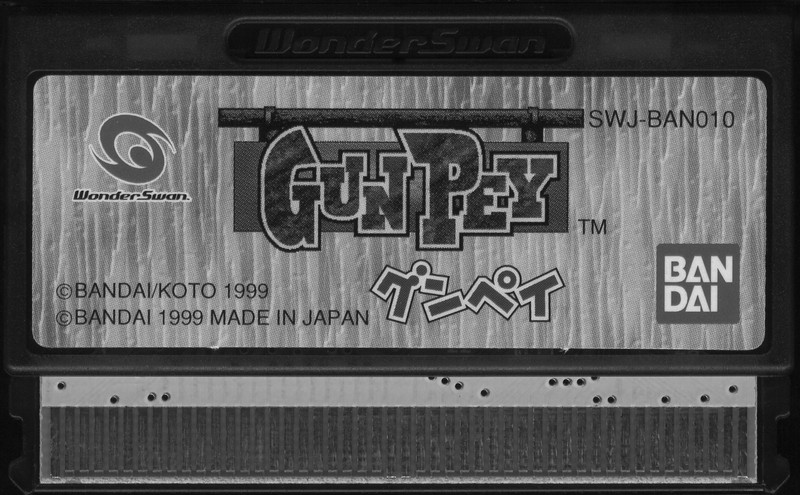 WonderSwan
SWJ-BAN010
GUNPEY
TM
WonderSwan.
グンペイ
BAN
DAI
©BANDAI/KOTO 1999
©BANDAI 1999 MADE IN JAPAN